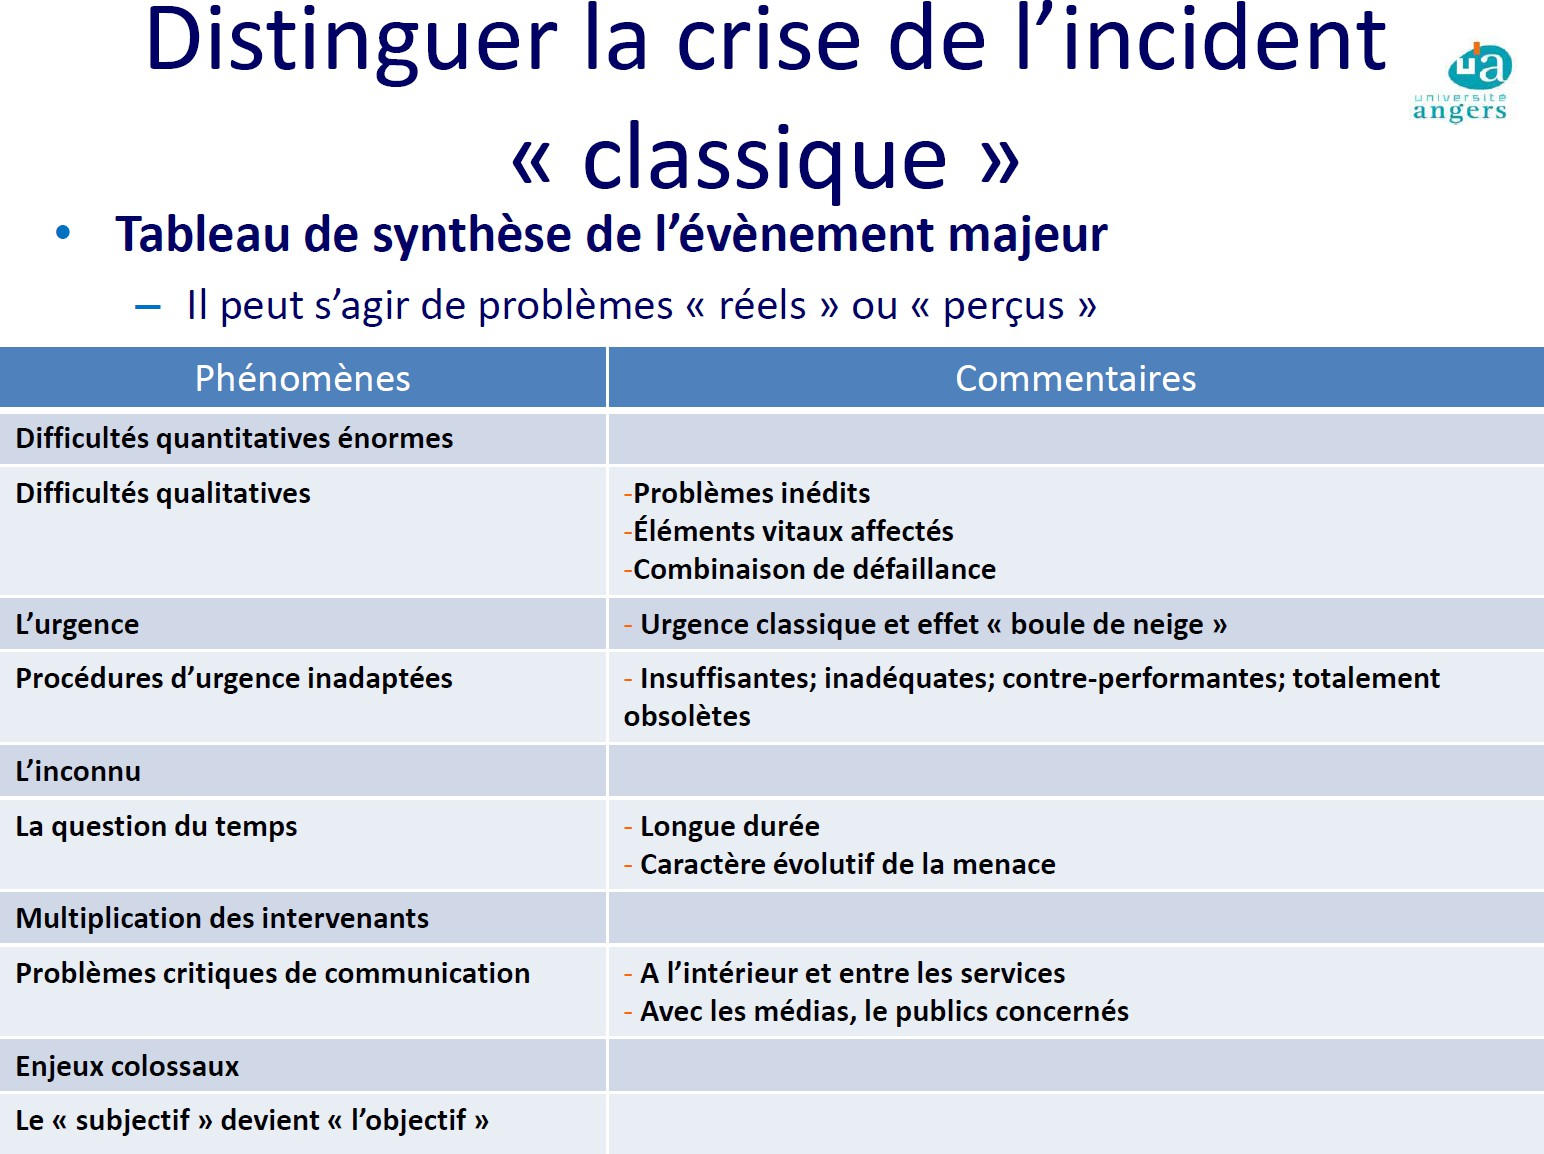 Distinguer la crise de l’incident
« classique »
ua
université
angers
• Tableau de synthèse de l’évènement majeur
– Il peut s’agir de problèmes « réels » ou « perçus »
Phénomènes
Commentaires
Difficultés quantitatives énormes
Difficultés qualitatives
-Problèmes inédits
-Éléments vitaux affectés
-Combinaison de défaillance
L’urgence
- Urgence classique et effet « boule de neige »
Procédures d’urgence inadaptées
- Insuffisantes; inadéquates; contre-performantes; totalement
obsolètes
L’inconnu
La question du temps
- Longue durée
- Caractère évolutif de la menace
Multiplication des intervenants
Problèmes critiques de communication
- A l’intérieur et entre les services
- Avec les médias, le publics concernés
Enjeux colossaux
Le « subjectif » devient « l’objectif »